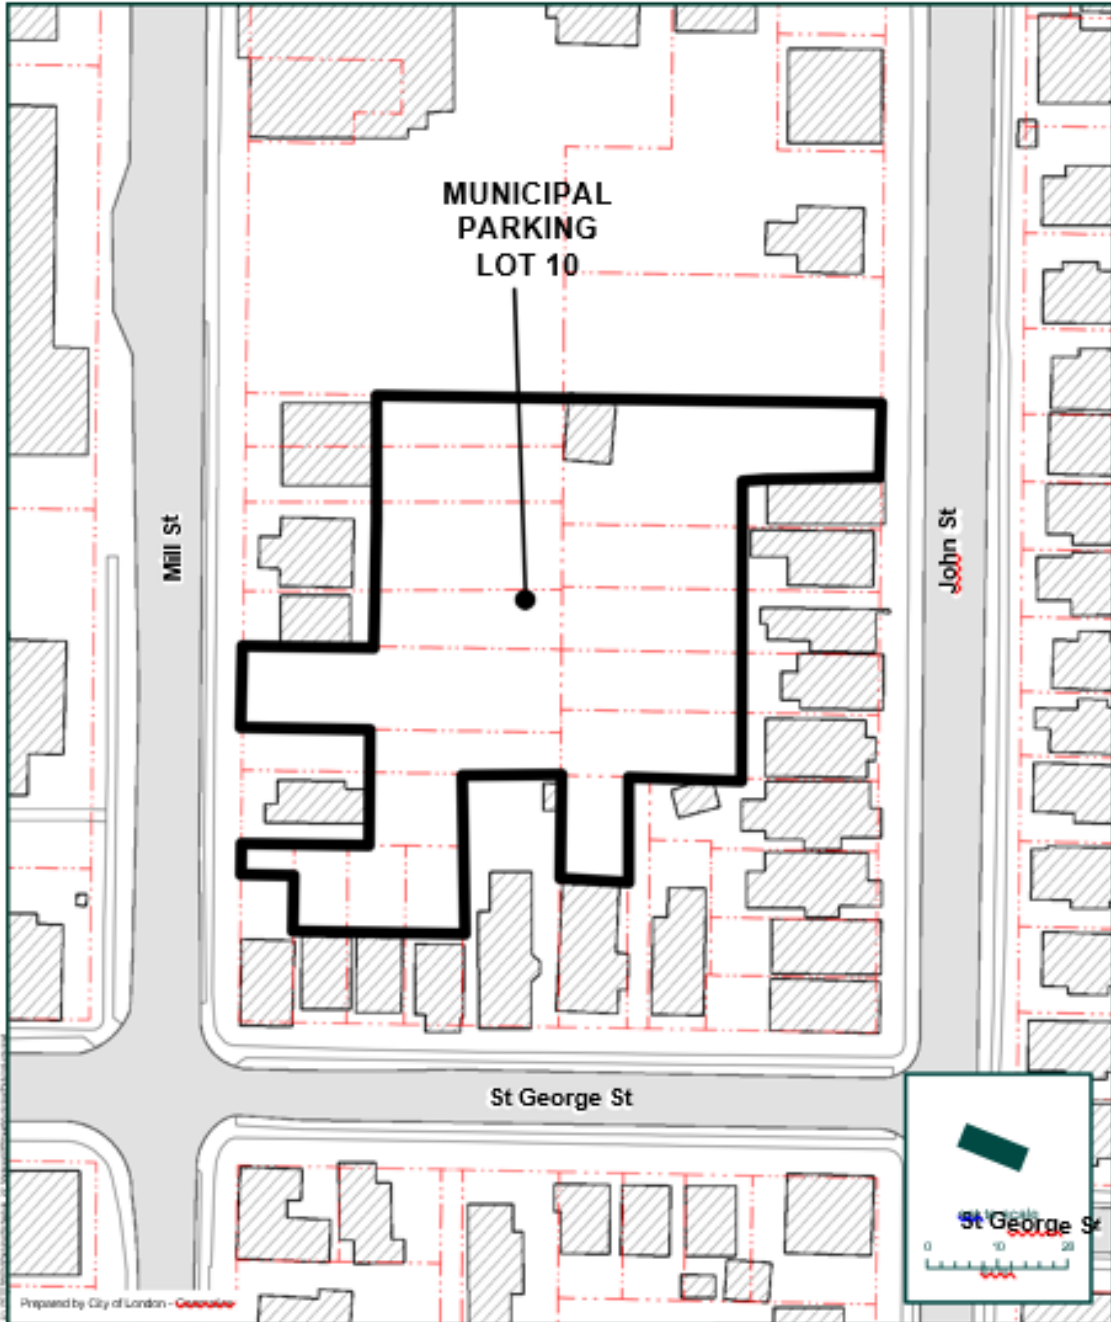 MUNICIPAL
PARKING
LOT 10
Mill St
John St
St George St
St George St
0 10 20
Prepared by City of London -